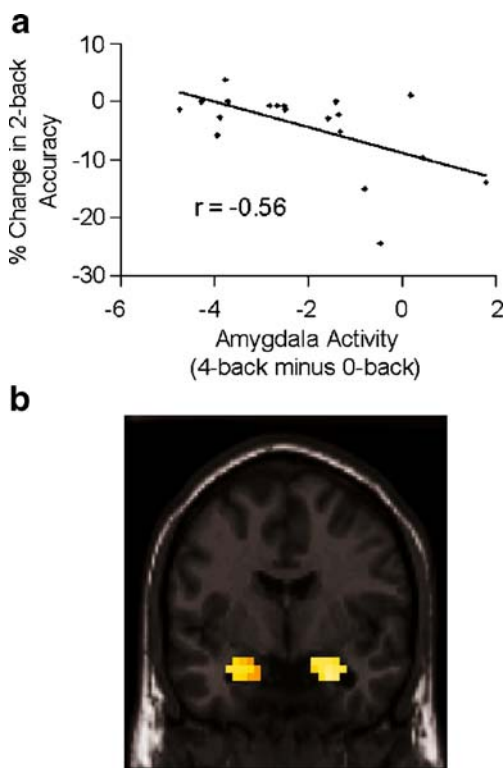 a
% Change in 2-back
Accuracy
10
0
-10
-20
-30
r = -0.56
-6
-4
-2
0
2
Amygdala Activity
(4-back minus 0-back)
b